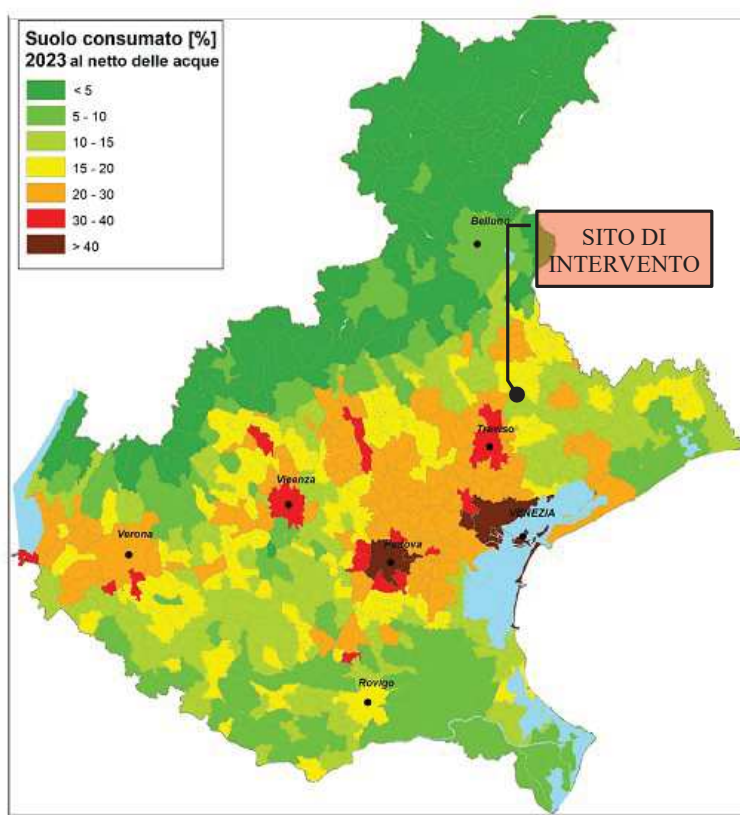 Suolo consumato [%]
2023 al netto delle acque
< 5
5 - 10
10 - 15
15 - 20
20 - 30
30 - 40
> 40
Belluno
SITO DI
INTERVENTO
Treviso
Vicenza
VENEZIA
Verona
Padova
Rovigo